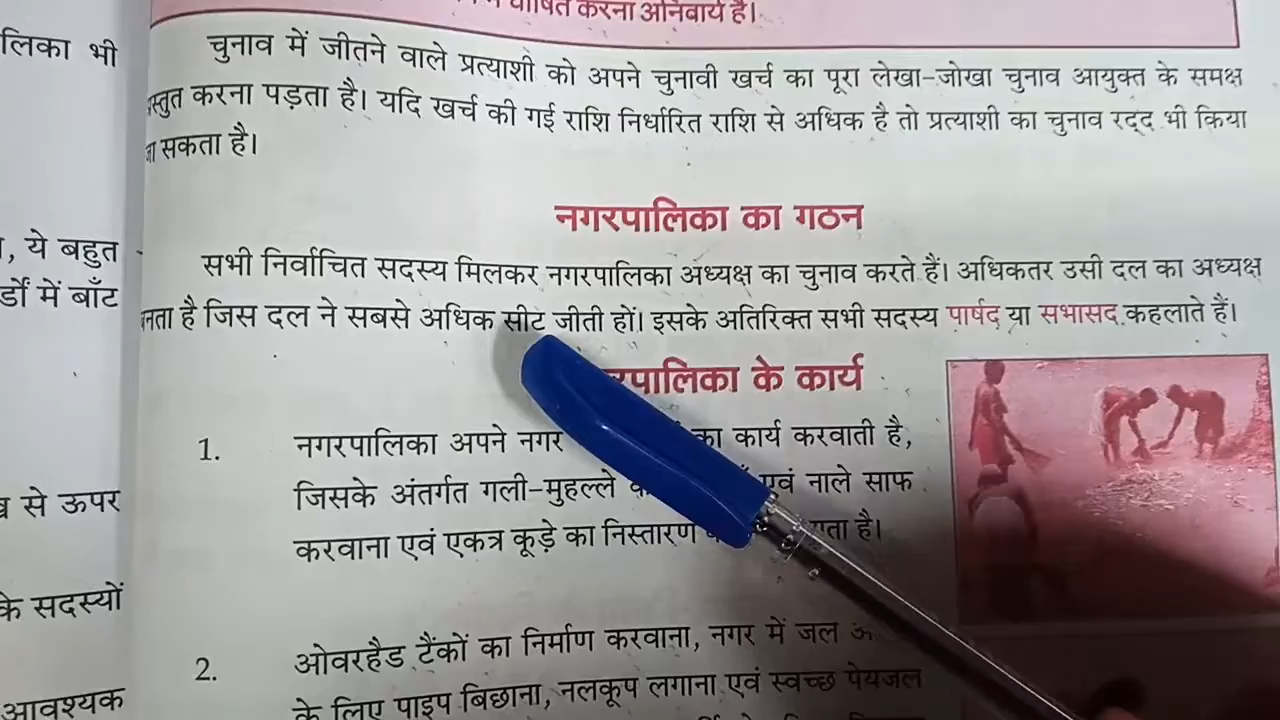 घोषित करना अनिवार्य है।
लिका भी
चुनाव में जीतने वाले प्रत्याशी को अपने चुनावी खर्च का पूरा लेखा-जोखा चुनाव आयुक्त के समक्ष
स्तुत करना पड़ता है। यदि खर्च की गई राशि निर्धारित राशि से अधिक है तो प्रत्याशी का चुनाव रद्द भी किया
सकता है।
नगरपालिका का गठन
, ये बहुत
सभी निर्वाचित सदस्य मिलकर नगरपालिका अध्यक्ष का चुनाव करते हैं। अधिकतर उसी दल का अध्यक्ष
र्डों में बाँट
नता है जिस दल ने सबसे अधिक सीट जीती हों। इसके अतिरिक्त सभी सदस्य पार्षद या सभासद कहलाते हैं।
रपालिका के कार्य
1. नगरपालिका अपने नगर का कार्य करवाती है,
जिसके अंतर्गत गली-मुहल्ले एवं नाले साफ
से ऊपर
करवाना एवं एकत्र कूड़े का निस्तारण ता है।
के सदस्यों
2. ओवरहैड टैंकों का निर्माण करवाना, नगर में जल
के लिए पाइप बिछाना, नलकूप लगाना एवं स्वच्छ पेयजल
आवश्यक